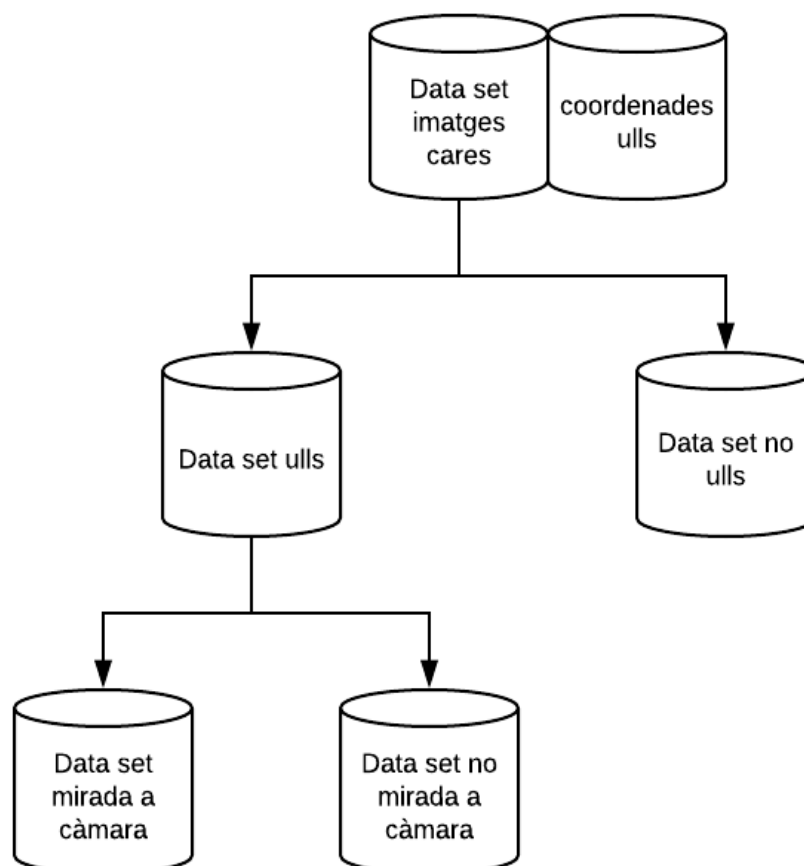 Data set
imatges
cares
coordenades
ulls
Data set ulls
Data set no
ulls
Data set
mirada a
càmara
Data set no
mirada a
càmara